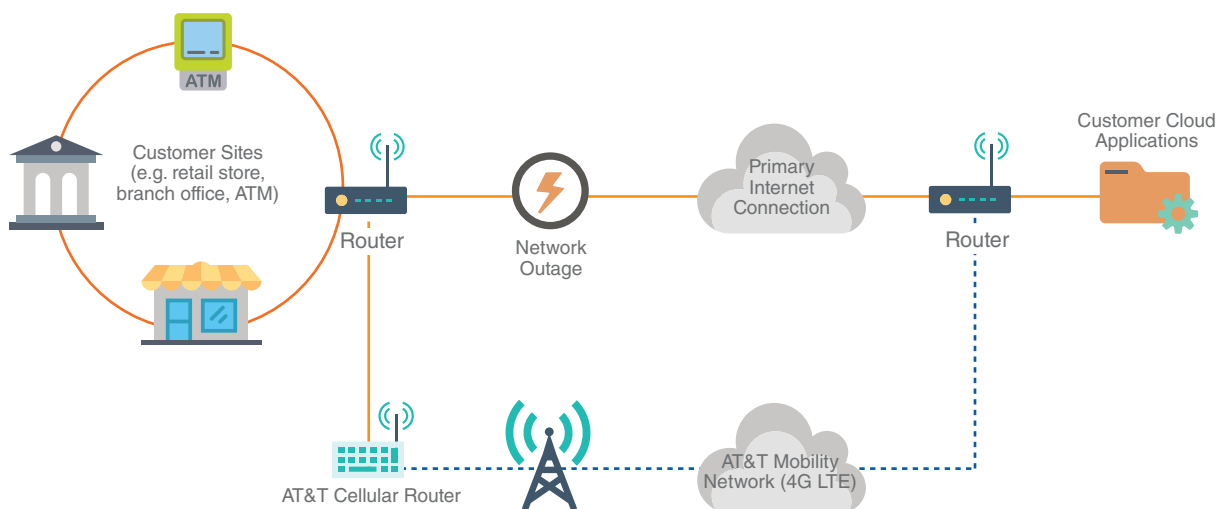 ATM
Customer Sites
(e.g. retail store,
branch office, ATM)
Router
Network
Outage
Primary
Internet
Connection
Router
Customer Cloud
Applications
AT&T Cellular Router
AT&T Mobility
Network (4G LTE)